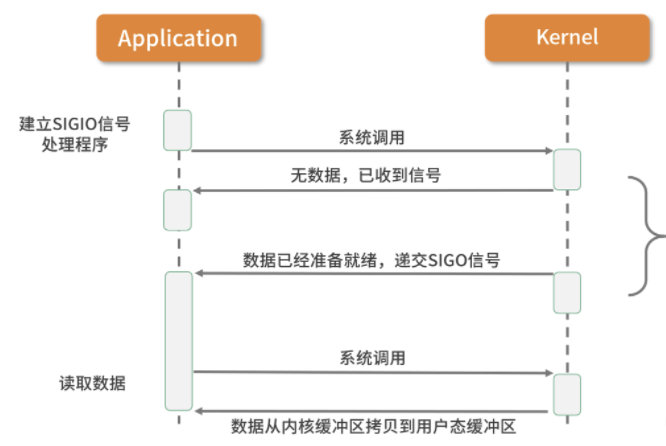 Application
Kernel
建立SIGIO信号
处理程序
系统调用
无数据，已收到信号
数据已经准备就绪，递交SIGO信号
系统调用
读取数据
数据从内核缓冲区拷贝到用户态缓冲区